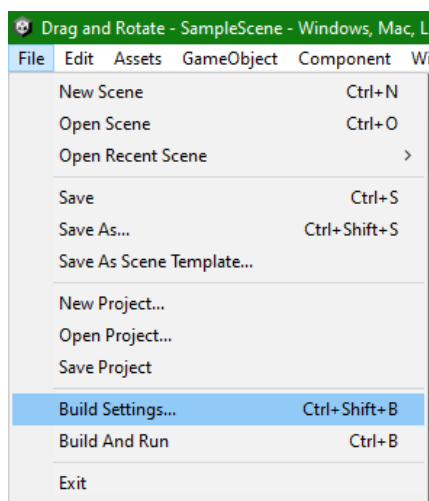 Drag and Rotate - SampleScene - Windows, Mac, L
File Edit Assets GameObject Component Wi
New Scene Ctrl+N
Open Scene Ctrl+O
Open Recent Scene >
Save Ctrl+S
Save As... Ctrl+Shift+S
Save As Scene Template...
New Project...
Open Project...
Save Project
Build Settings... Ctrl+Shift+B
Build And Run Ctrl+B
Exit